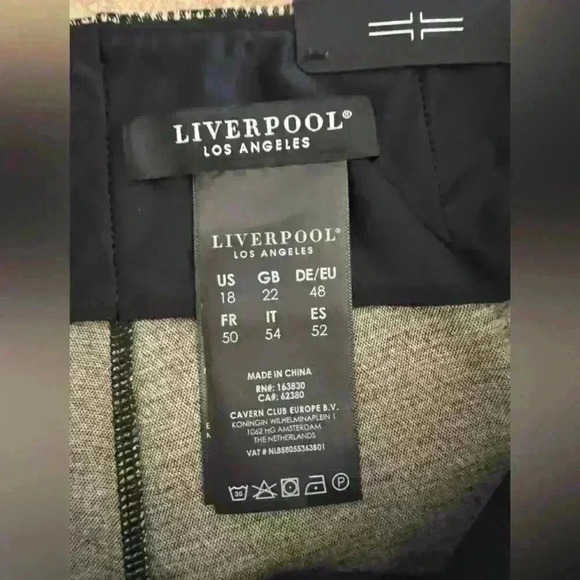 LIVERPOOL®
LOS ANGELES
LIVERPOOL®
LOS ANGELES
US GB DE/EU
18 22 48
FR IT ES
50 54 52
MADE IN CHINA
RN#: 163830
CA#: 62380
CAVERN CLUB EUROPE B.V.
KONINGIN WILHELMINAPLEIN 1
1062 HG AMSTERDAM
THE NETHERLANDS
VAT # NL858055363B01
30 P